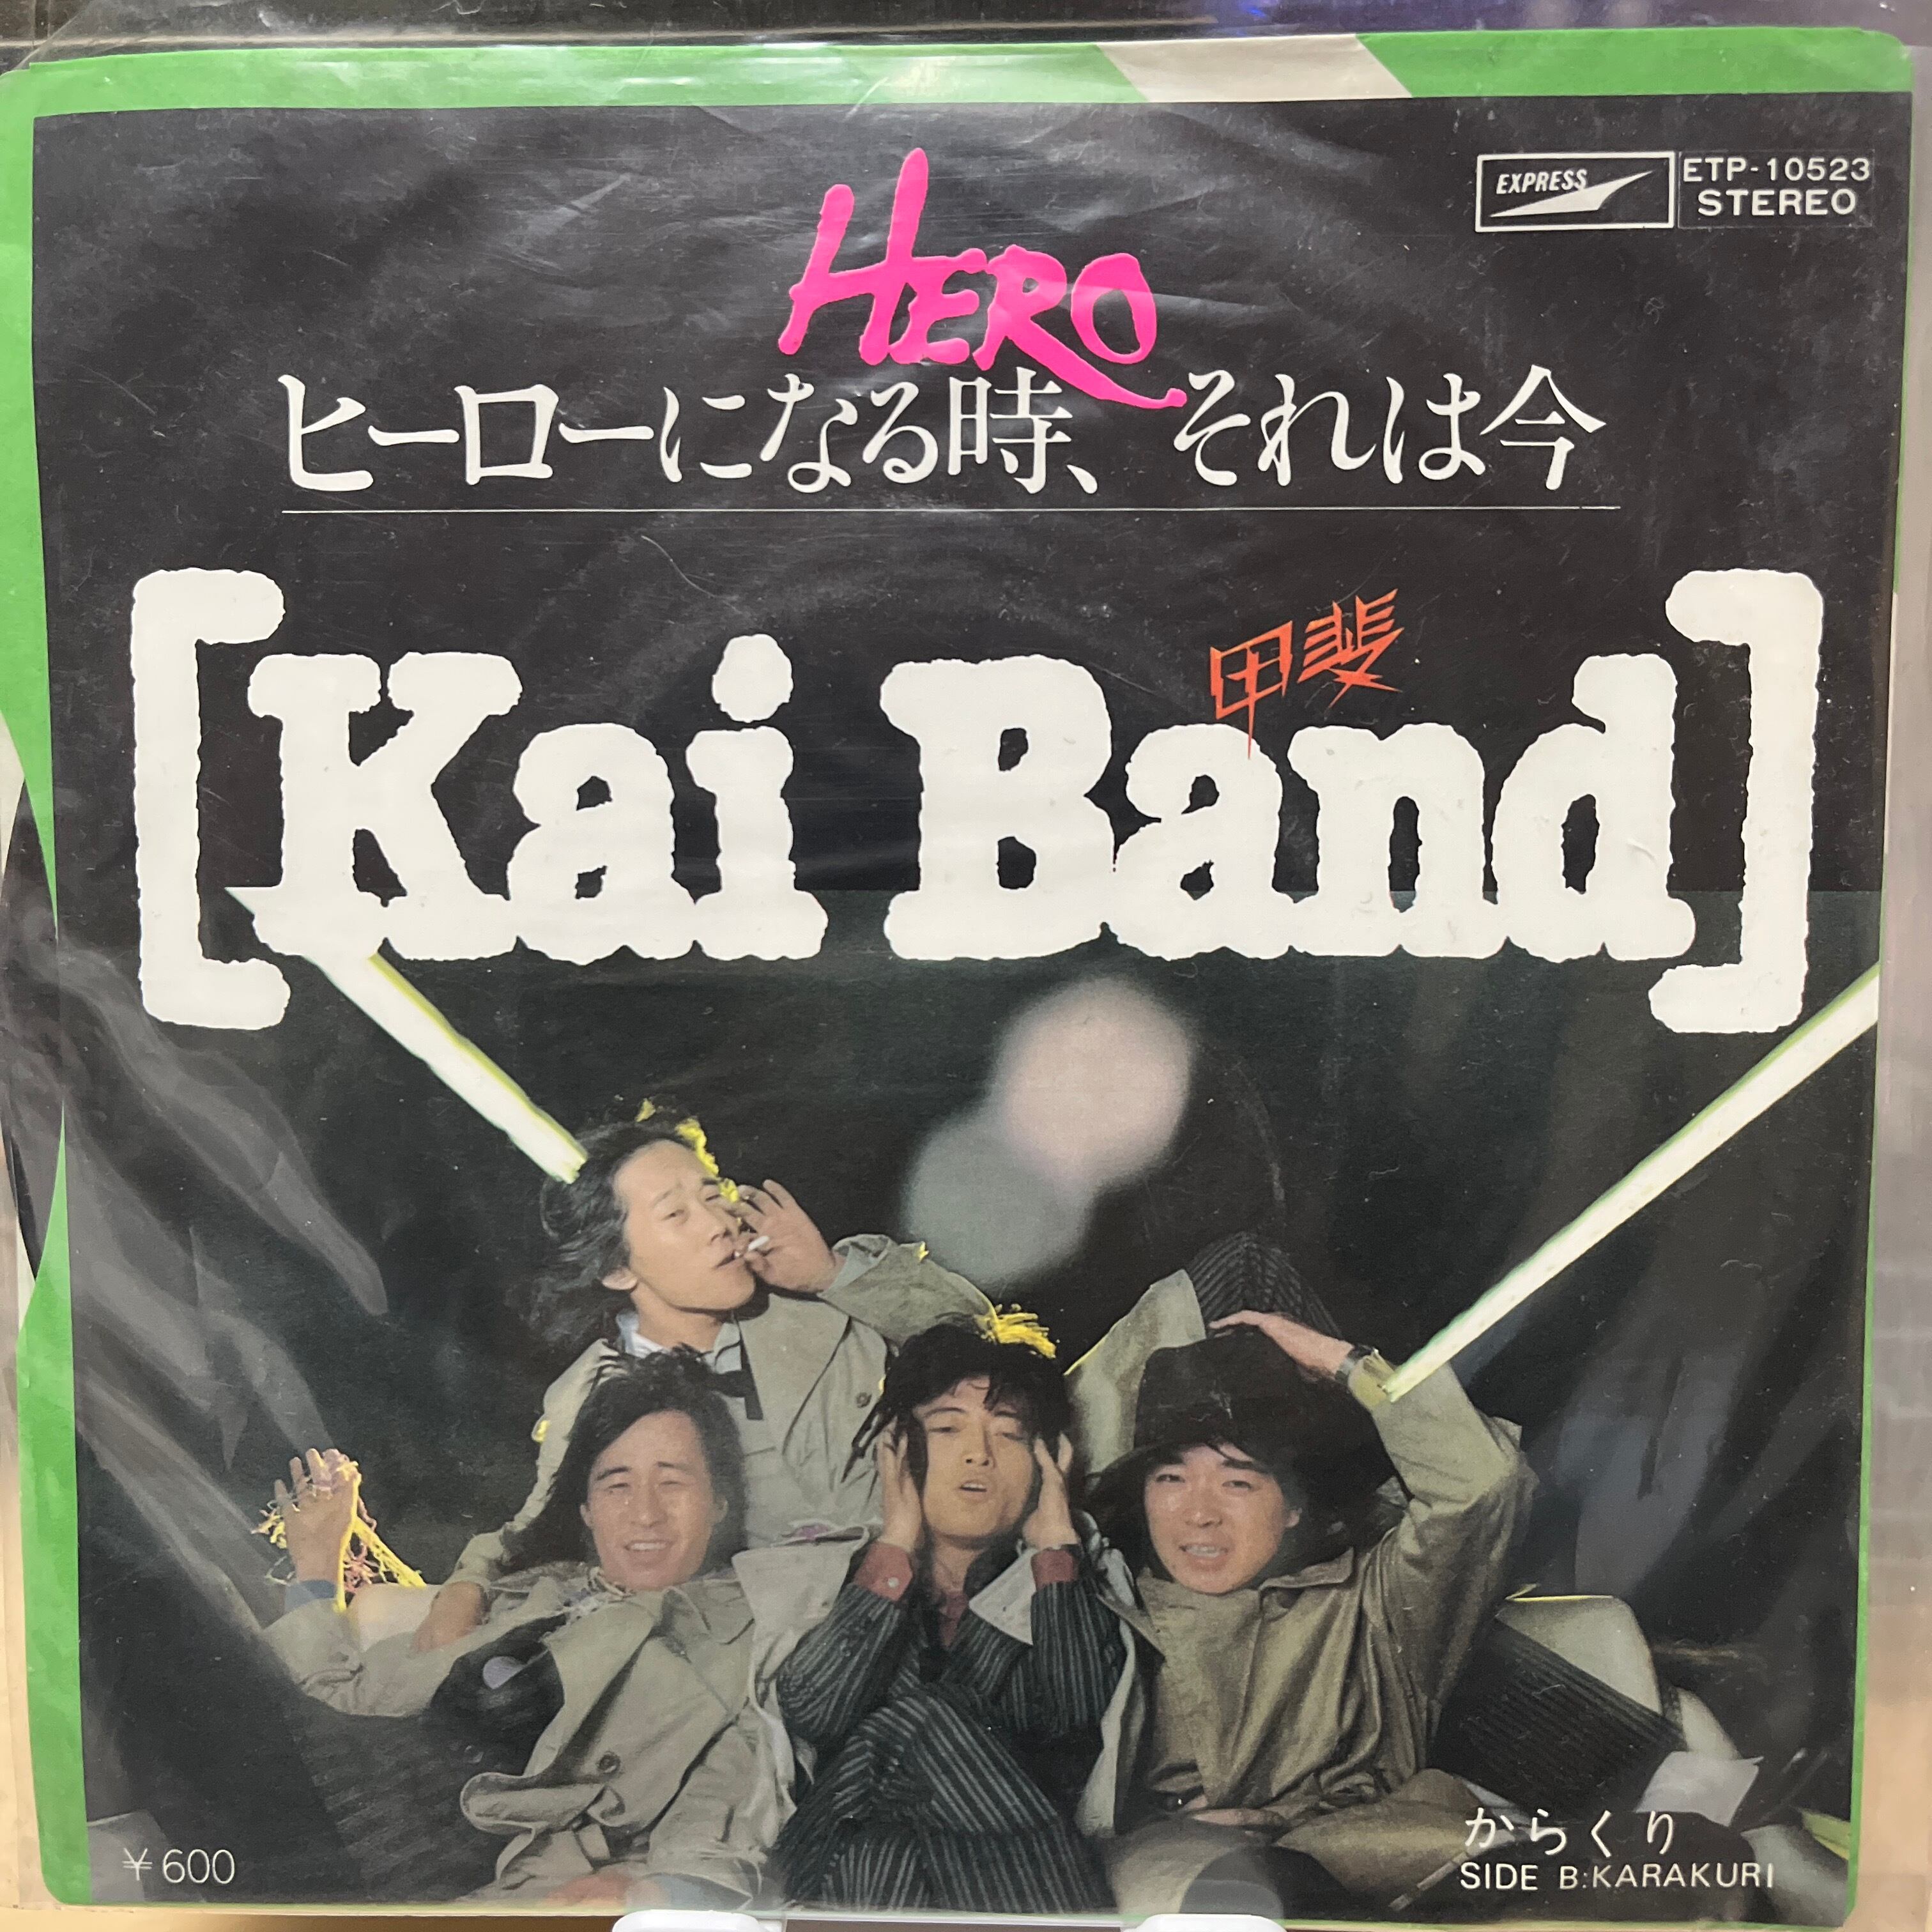 EXPRESS
ETP-10523
STEREO
HERO
ヒーローになる時、それは今
甲斐
[Kai Band]
からくり
SIDE B:KARAKURI
¥600